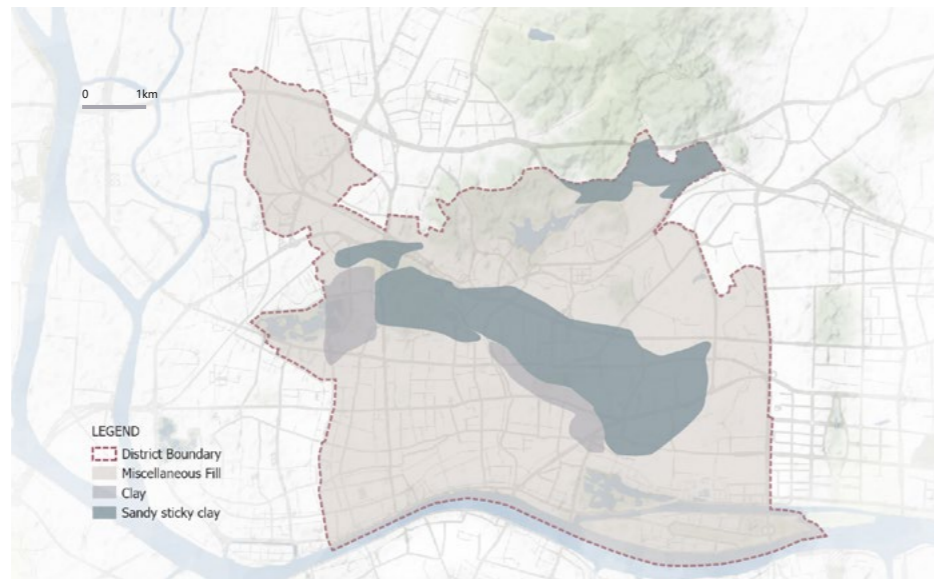 0 1km
LEGEND
District Boundary
Miscellaneous Fill
Clay
Sandy sticky clay